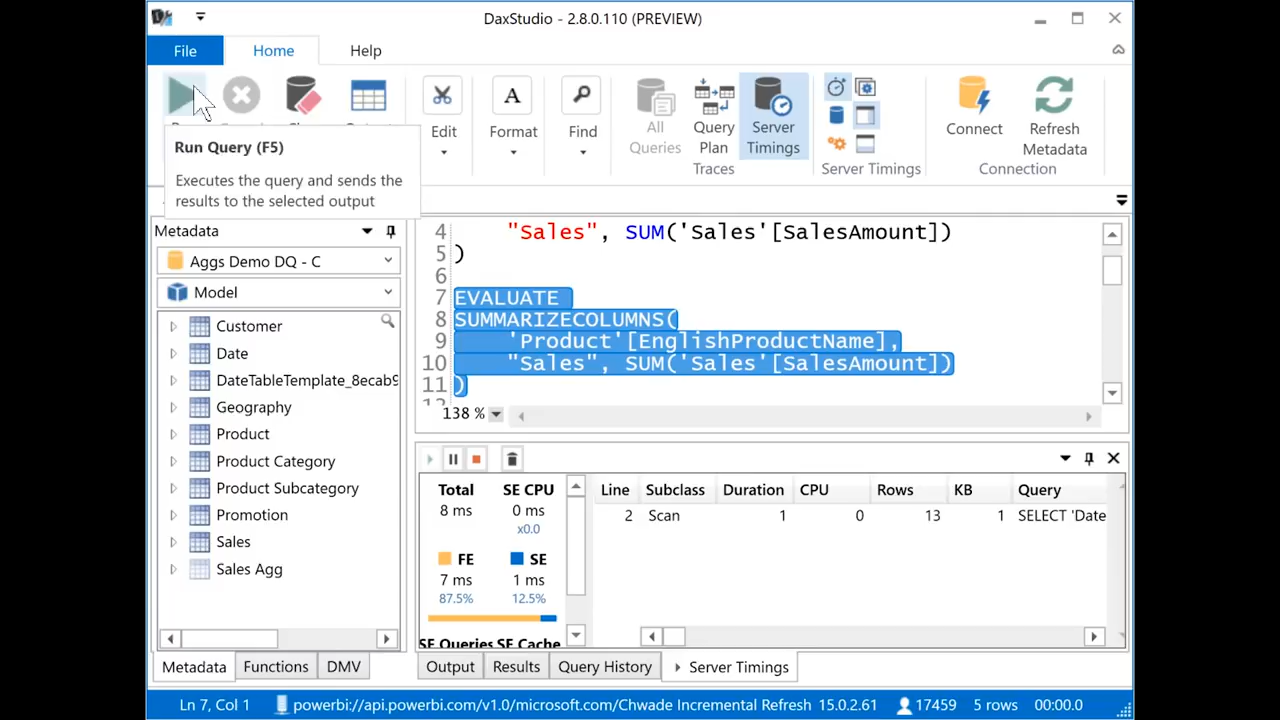 DaxStudio - 2.8.0.110 (PREVIEW)
File Home Help
All Queries
Query Plan
Server Timings
Edit
Format
Find
Traces
Server Timings
Connect
Refresh Metadata
Connection
Run Query (F5)
Executes the query and sends the
results to the selected output
Metadata
Aggs Demo DQ - C
Model
Customer
Date
DateTableTemplate_8ecab9
Geography
Product
Product Category
Product Subcategory
Promotion
Sales
Sales Agg
Metadata Functions DMV
4 "Sales", SUM('Sales'[SalesAmount])
5 )
6
7 EVALUATE
8 SUMMARIZECOLUMNS(
9 'Product'[EnglishProductName],
10 "Sales", SUM('Sales'[SalesAmount])
11 )
138 %
Total SE CPU
8 ms 0 ms
x0.0
FE SE
7 ms 1 ms
87.5% 12.5%
SE Queries SE Cache
Line Subclass Duration CPU Rows KB Query
2 Scan 1 0 13 1 SELECT 'Date
Output Results Query History Server Timings
Ln 7, Col 1 powerbi://api.powerbi.com/v1.0/microsoft.com/Chwade Incremental Refresh 15.0.2.61 17459 5 rows 00:00.0